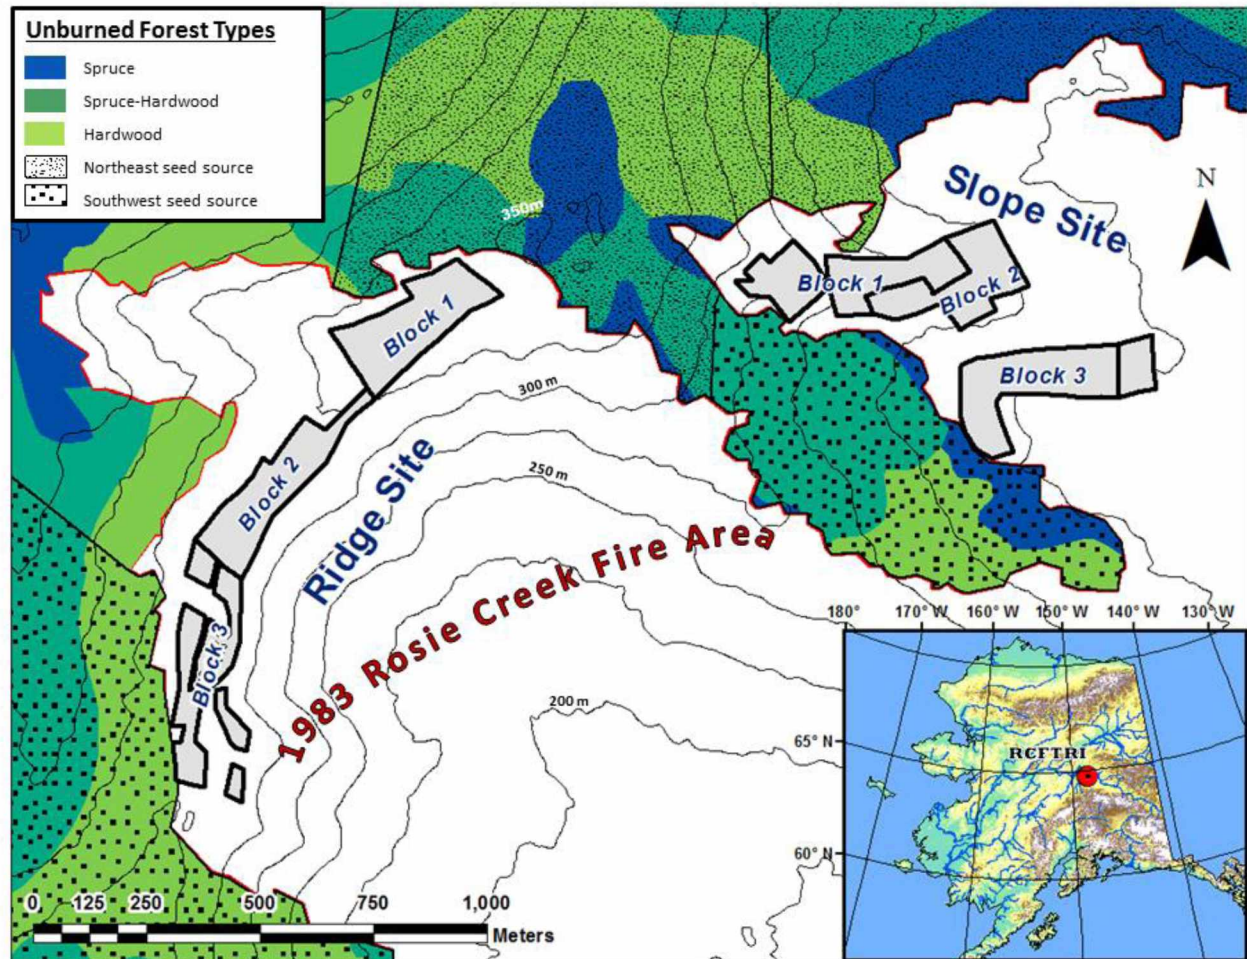 Unburned Forest Types
Spruce
Spruce-Hardwood
Hardwood
Northeast seed source
Southwest seed source
350m
Slope Site
N
Block 1
Block 2
Block 3
Block 1
Block 2
Block 3
Ridge Site
300 m
250 m
200 m
1983 Rosie Creek Fire Area
0 125 250 500 750 1,000
Meters
180° 170° W 160° W 150° W 140° W 130° W
65° N
60° N
RCFTRI